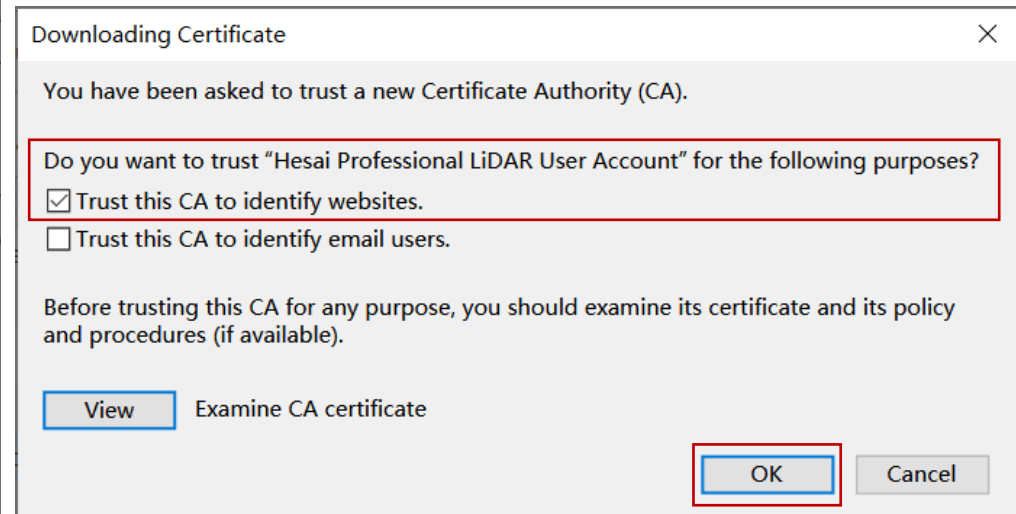 Downloading Certificate
You have been asked to trust a new Certificate Authority (CA).
Do you want to trust “Hesai Professional LiDAR User Account” for the following purposes?
Trust this CA to identify websites.
Trust this CA to identify email users.
Before trusting this CA for any purpose, you should examine its certificate and its policy
and procedures (if available).
View Examine CA certificate
OK Cancel